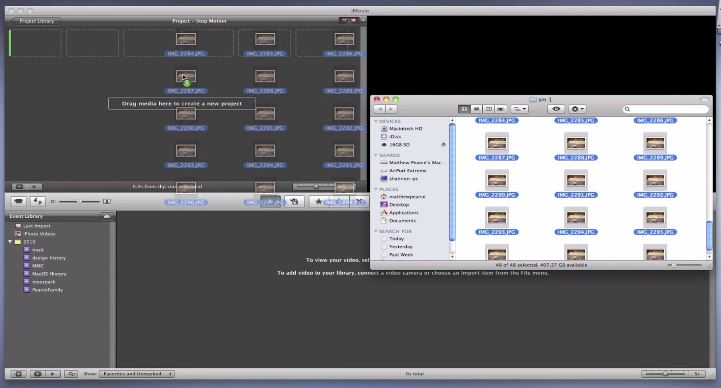 iMovie
Project Library
Project - Stop Motion
IMG_2284.JPG
IMG_2285.JPG
IMG_2286.JPG
IMG_2287.JPG
IMG_2288.JPG
IMG_2289.JPG
Drag media here to create a new project
IMG_2290.JPG
IMG_2291.JPG
IMG_2292.JPG
IMG_2293.JPG
IMG_2294.JPG
IMG_2295.JPG
IMG_2296.JPG
sm 1
DEVICES
Macintosh HD
iDisk
16GB SD
SHARED
Matthew Pearce's Mac...
AirPort Extreme
shannon-pc
PLACES
matthewpearce
Desktop
Applications
Documents
SEARCH FOR
Today
Yesterday
Past Week
IMG_2284.JPG
IMG_2285.JPG
IMG_2286.JPG
IMG_2287.JPG
IMG_2288.JPG
IMG_2289.JPG
IMG_2290.JPG
IMG_2291.JPG
IMG_2292.JPG
IMG_2293.JPG
IMG_2294.JPG
IMG_2295.JPG
48 of 48 selected, 407.27 GB available
Event Library
Last Import
iPhoto Videos
2010
track
design history
MMC
MacOS History
moorpark
PearceFamily
To view your video, sel
To add video to your library, connect a video camera or choose an Import item from the File menu.
Show:
Favorites and Unmarked
0s total
5s